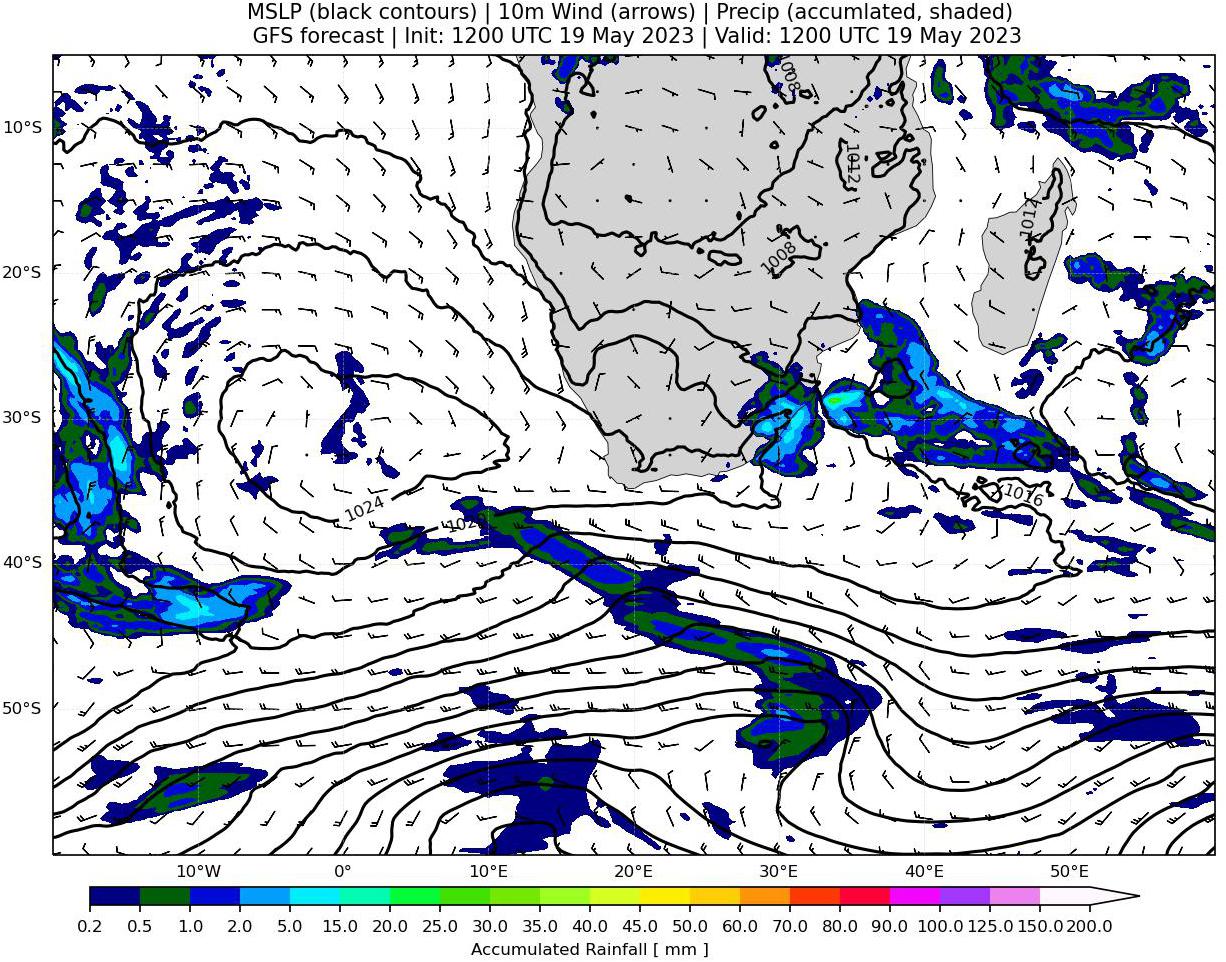 MSLP (black contours) | 10m Wind (arrows) | Precip (accumlated, shaded)
GFS forecast | Init: 1200 UTC 19 May 2023 | Valid: 1200 UTC 19 May 2023
1008
10°S
1012
1012
1008
20°S
30°S
1016
1024
1020
40°S
50°S
10°W 0° 10°E 20°E 30°E 40°E 50°E
0.2 0.5 1.0 2.0 5.0 10.0 15.0 20.0 25.0 30.0 35.0 40.0 45.0 50.0 60.0 70.0 80.0 90.0 100.0 125.0 150.0 200.0
Accumulated Rainfall [ mm ]